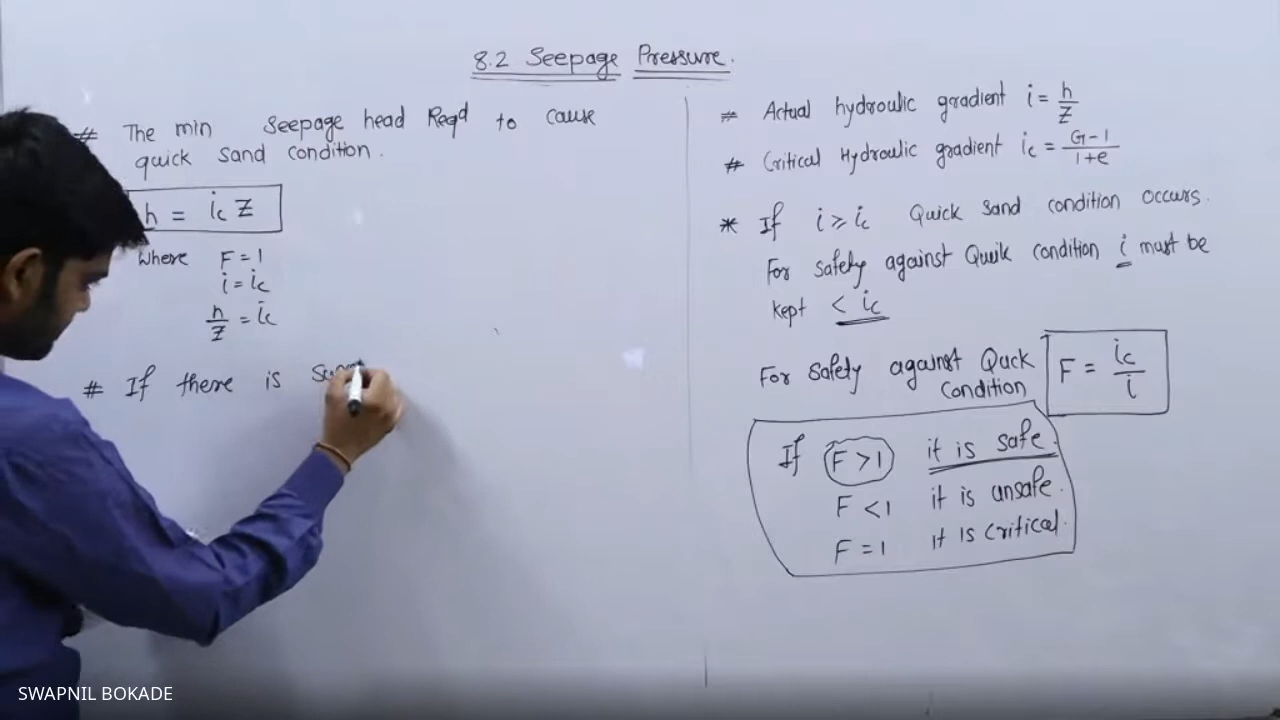 8.2 Seepage Pressure.
# The min Seepage head Reqd to cause
quick sand condition.
h = ic Z
Where F = 1
i = ic
h/Z = ic
# If there is
# Actual hydroulic gradient i = h/Z
# Critical Hydroulic gradient ic = G-1/1+e
* If i ⩾ ic Quick sand condition occurs.
For safety against Quick condition i must be
kept < ic
For Safety against Quck
Condition
F = ic/i
If F > 1 it is safe.
F < 1 it is unsafe.
F = 1 it is critical.
SWAPNIL BOKADE